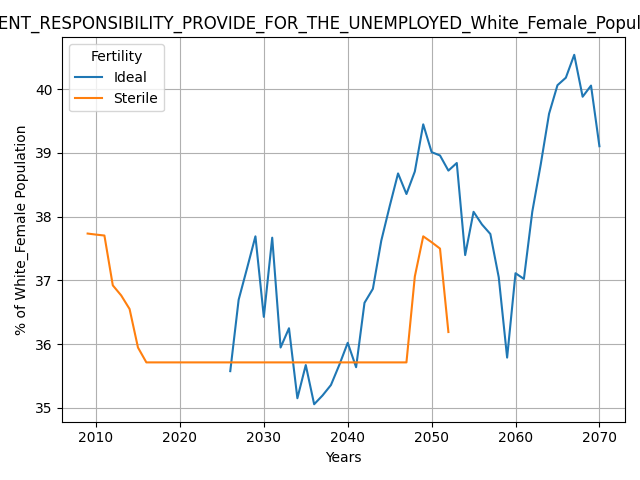 ENT_RESPONSIBILITY_PROVIDE_FOR_THE_UNEMPLOYED_White_Female_Popul
Fertility
Ideal
Sterile
% of White_Female Population
40
39
38
37
36
35
2010 2020 2030 2040 2050 2060 2070
Years